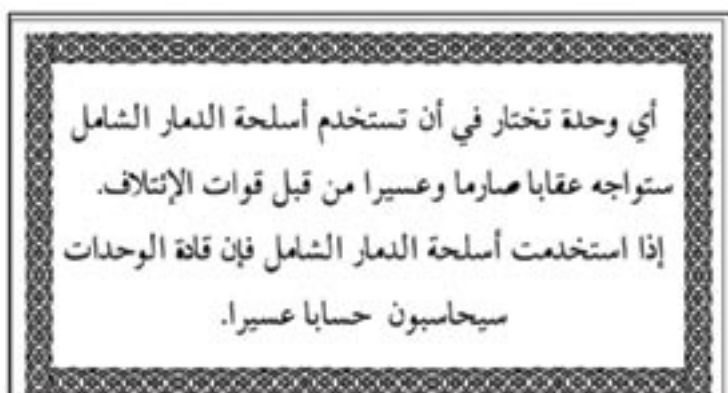 أي وحدة تختار في أن تستخدم أسلحة الدمار الشامل
ستواجه عقابا صارما وعسيرا من قبل قوات الإئتلاف.
إذا استخدمت أسلحة الدمار الشامل فإن قادة الوحدات
سيحاسبون حسابا عسيرا.